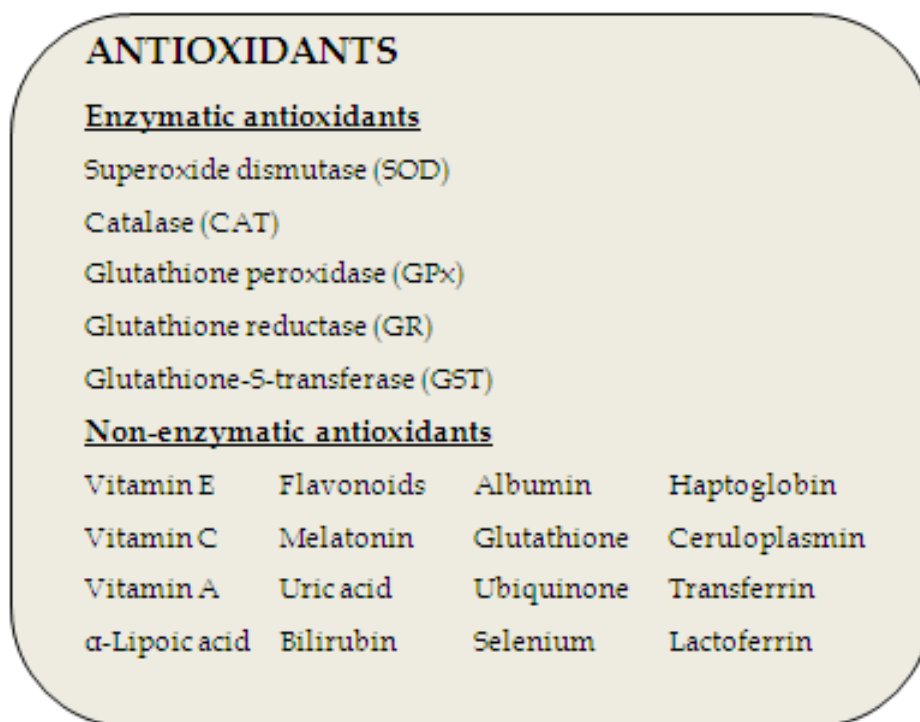 ANTIOXIDANTS
Enzymatic antioxidants
Superoxide dismutase (SOD)
Catalase (CAT)
Glutathione peroxidase (GPx)
Glutathione reductase (GR)
Glutathione-S-transferase (GST)
Non-enzymatic antioxidants
Vitamin E Flavonoids Albumin Haptoglobin
Vitamin C Melatonin Glutathione Ceruloplasmin
Vitamin A Uric acid Ubiquinone Transferrin
α-Lipoic acid Bilirubin Selenium Lactoferrin